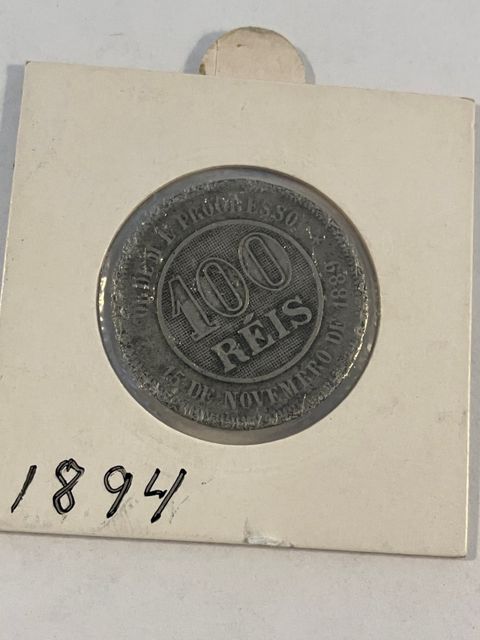 ORDEM E PROGRESSO
100
RÉIS
15 DE NOVEMBRO DE 1889
1894